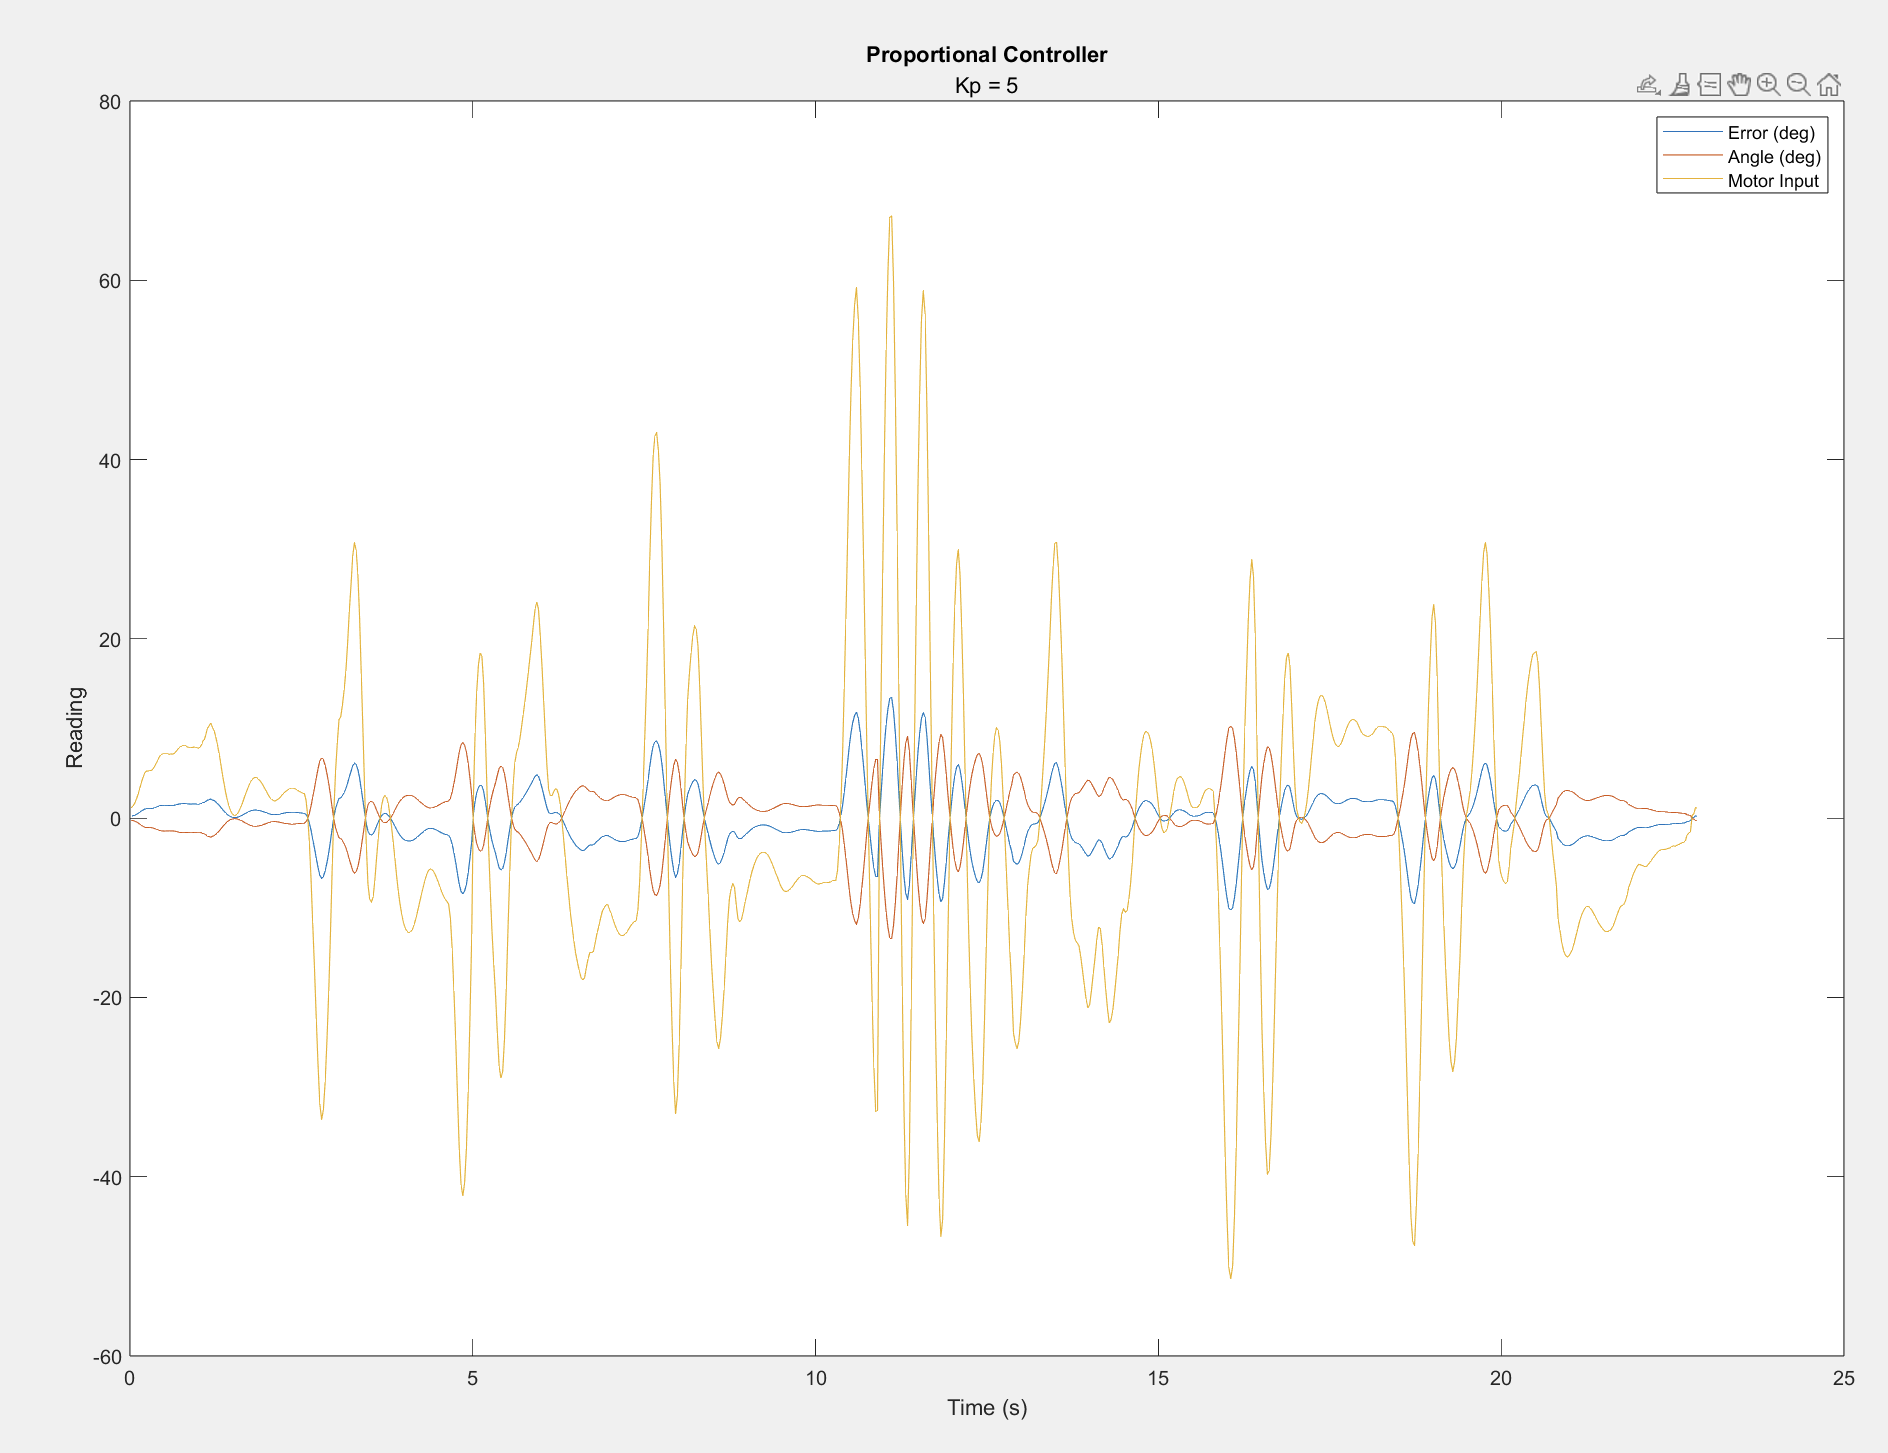 Proportional Controller
Kp = 5
Error (deg)
Angle (deg)
Motor Input
80
60
40
20
0
-20
-40
-60
Reading
0 5 10 15 20 25
Time (s)